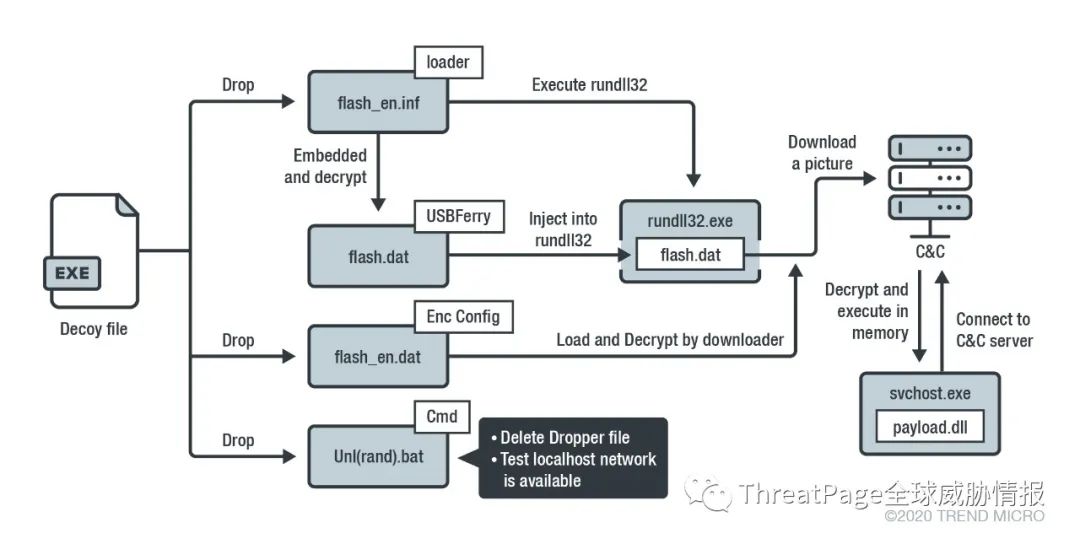 loader
Drop
flash_en.inf
Execute rundll32
Embedded
and decrypt
Download
a picture
USBFerry
flash.dat
Inject into
rundll32
rundll32.exe
flash.dat
C&C
EXE
Decoy file
Enc Config
Drop
flash_en.dat
Load and Decrypt by downloader
Decrypt and
execute in
memory
Connect to
C&C server
svchost.exe
payload.dll
Cmd
Drop
Unl(rand).bat
• Delete Dropper file
• Test localhost network
is available
ThreatPage全球威胁情报
©2020 TREND MICRO